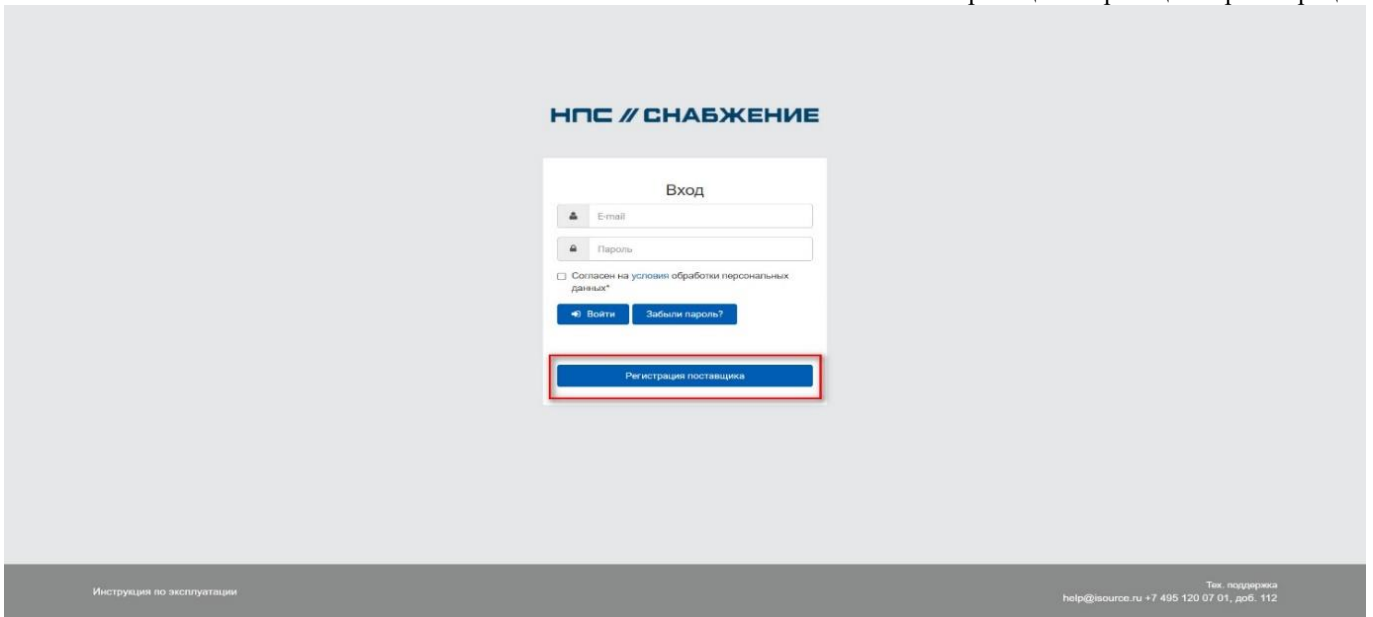 НПС // СНАБЖЕНИЕ
Вход
E-mail
Пароль
Согласен на условия обработки персональных
данных*
Войти
Забыли пароль?
Регистрация поставщика
Инструкция по эксплуатации
Тех. поддержка
help@isource.ru +7 495 120 07 01, доб. 112